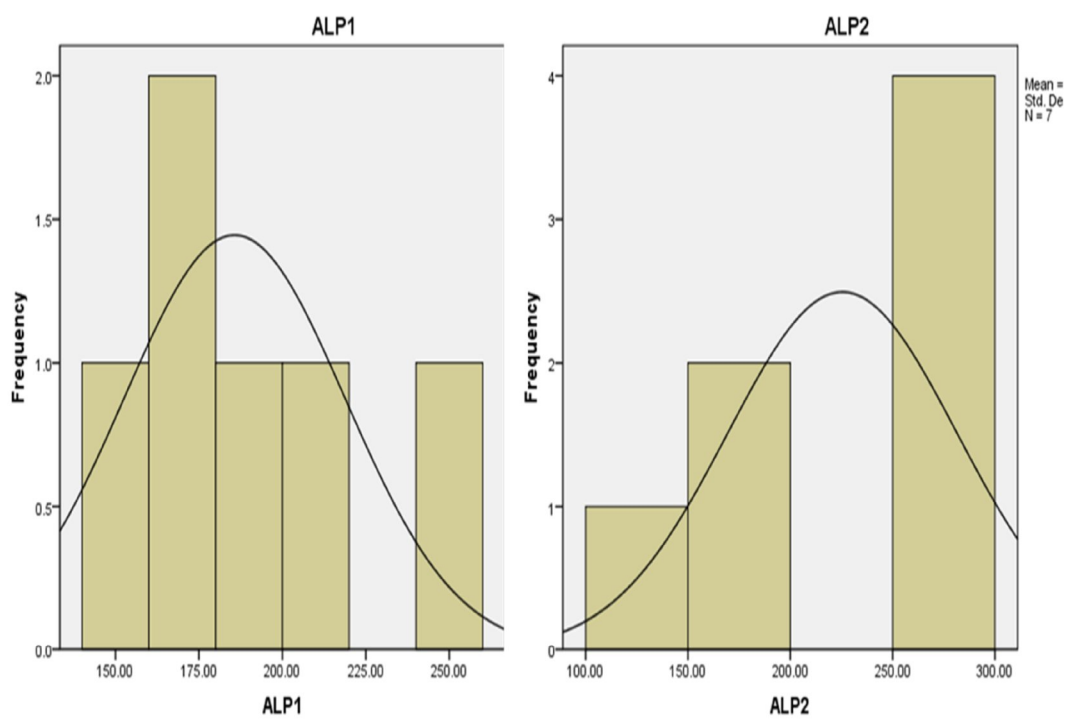 ALP1
Frequency
2.0
1.5
1.0
0.5
0.0
150.00 175.00 200.00 225.00 250.00
ALP1
ALP2
Frequency
4
3
2
1
0
100.00 150.00 200.00 250.00 300.00
ALP2
Mean =
Std. De
N = 7